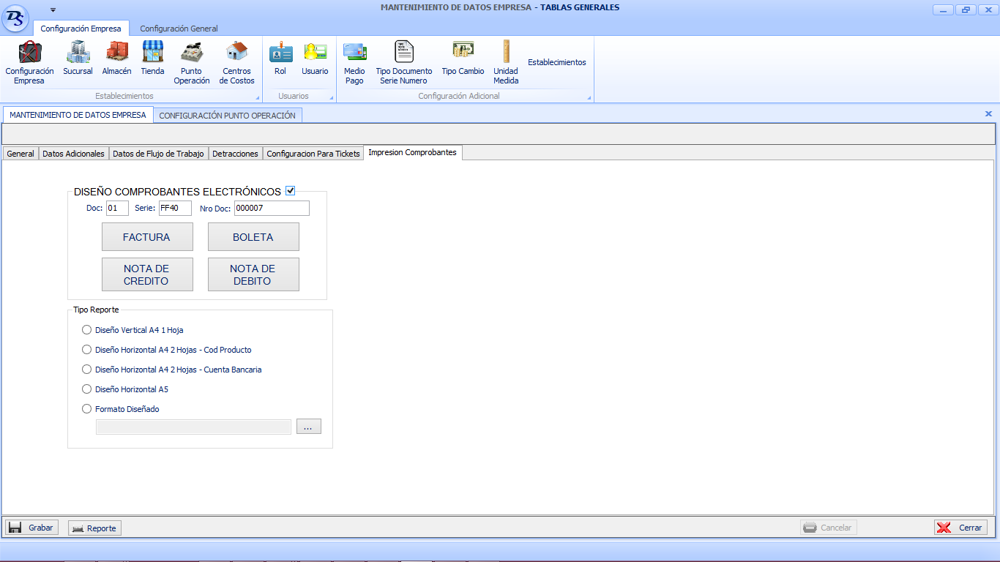 MANTENIMIENTO DE DATOS EMPRESA - TABLAS GENERALES
DS
Configuración Empresa
Configuración General
Configuración Empresa
Sucursal
Almacén
Tienda
Punto Operación
Centros de Costos
Rol
Usuario
Medio Pago
Tipo Documento Serie Numero
Tipo Cambio
Unidad Medida
Establecimientos
Establecimientos
Usuarios
Configuración Adicional
MANTENIMIENTO DE DATOS EMPRESA
CONFIGURACIÓN PUNTO OPERACIÓN
General
Datos Adicionales
Datos de Flujo de Trabajo
Detracciones
Configuracion Para Tickets
Impresion Comprobantes
DISEÑO COMPROBANTES ELECTRÓNICOS
Doc: 01 Serie: FF40 Nro Doc: 000007
FACTURA
BOLETA
NOTA DE CREDITO
NOTA DE DEBITO
Tipo Reporte
Diseño Vertical A4 1 Hoja
Diseño Horizontal A4 2 Hojas - Cod Producto
Diseño Horizontal A4 2 Hojas - Cuenta Bancaria
Diseño Horizontal A5
Formato Diseñado
...
Grabar
Reporte
Cancelar
Cerrar